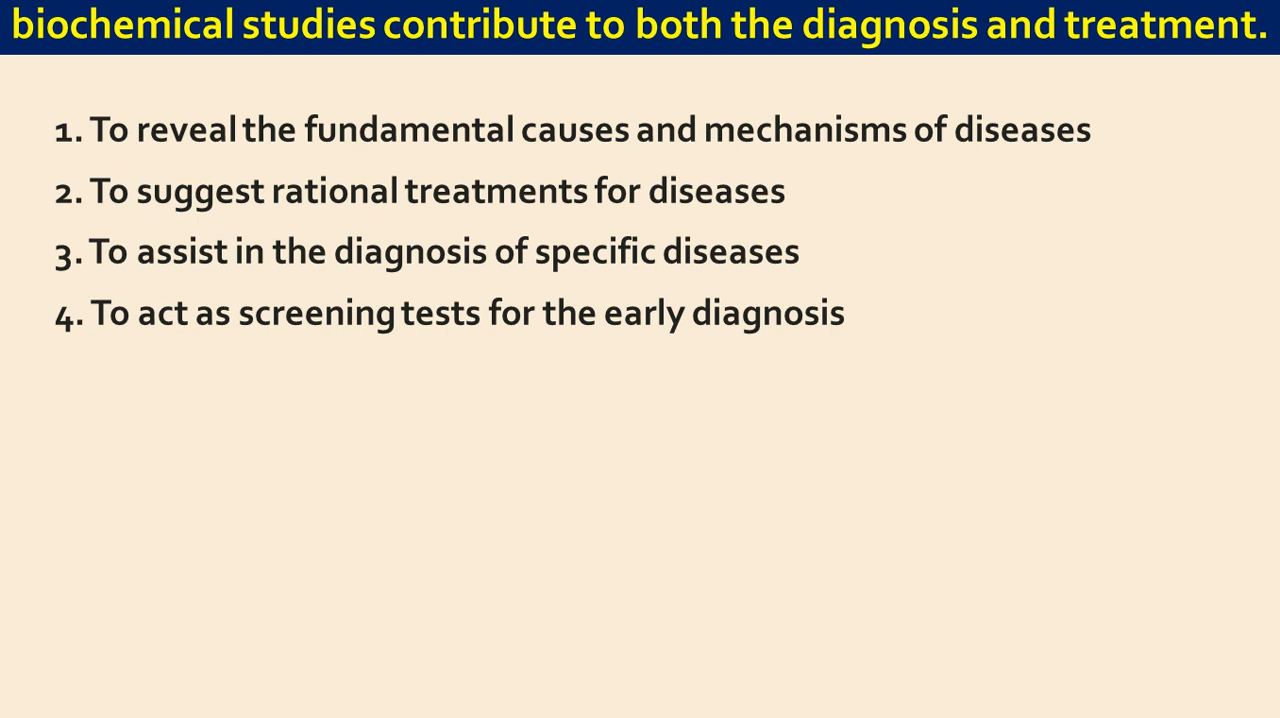 biochemical studies contribute to both the diagnosis and treatment.
1. To reveal the fundamental causes and mechanisms of diseases
2. To suggest rational treatments for diseases
3. To assist in the diagnosis of specific diseases
4. To act as screening tests for the early diagnosis